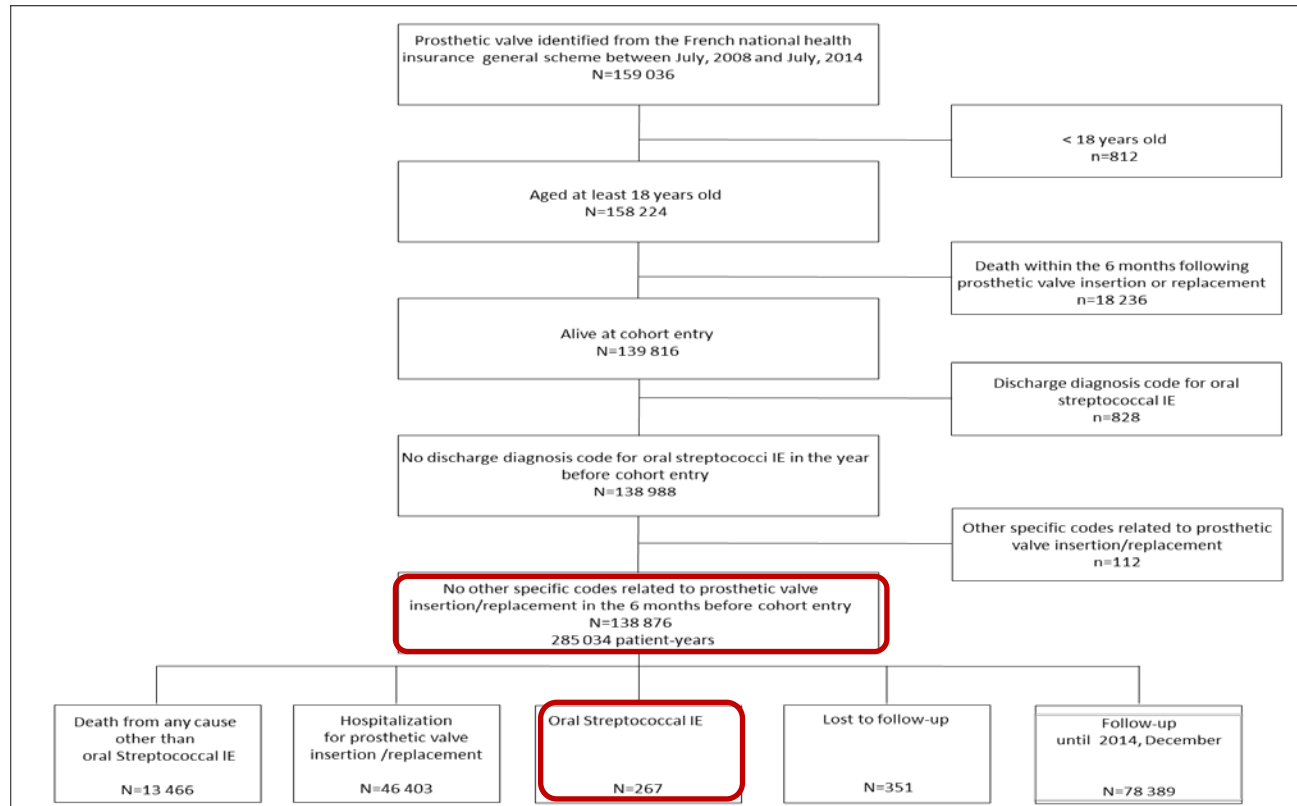 Prosthetic valve identified from the French national health
insurance general scheme between July, 2008 and July, 2014
N=159 036
< 18 years old
n=812
Aged at least 18 years old
N=158 224
Death within the 6 months following
prosthetic valve insertion or replacement
n=18 236
Alive at cohort entry
N=139 816
Discharge diagnosis code for oral
streptococcal IE
n=828
No discharge diagnosis code for oral streptococci IE in the year
before cohort entry
N=138 988
Other specific codes related to prosthetic
valve insertion/replacement
n=112
No other specific codes related to prosthetic valve
insertion/replacement in the 6 months before cohort entry
N=138 876
285 034 patient-years
Death from any cause
other than
oral Streptococcal IE
N=13 466
Hospitalization
for prosthetic valve
insertion /replacement
N=46 403
Oral Streptococcal IE
N=267
Lost to follow-up
N=351
Follow-up
until 2014, December
N=78 389